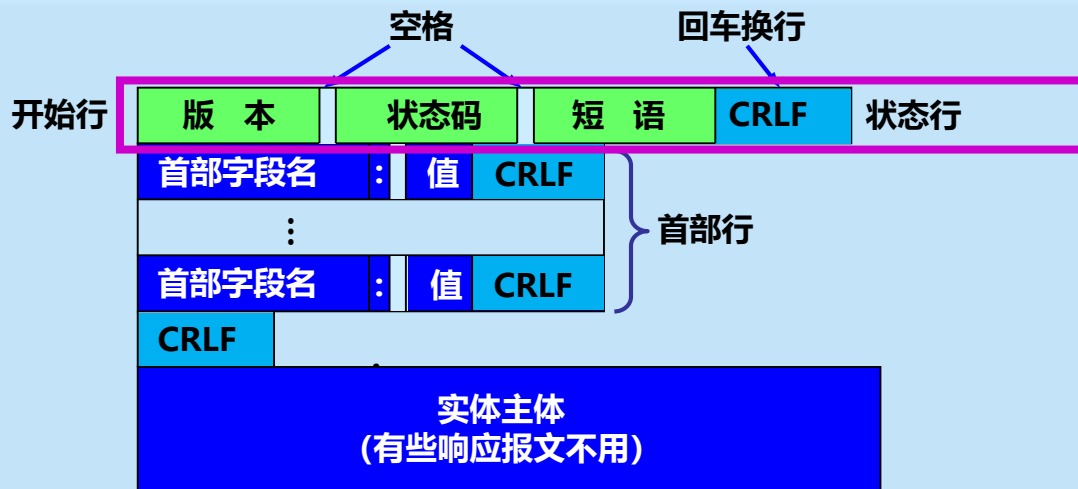 空格 回车换行
开始行 版 本 状态码 短 语 CRLF 状态行
首部字段名 : 值 CRLF
⋮ 首部行
首部字段名 : 值 CRLF
CRLF
实体主体
(有些响应报文不用)